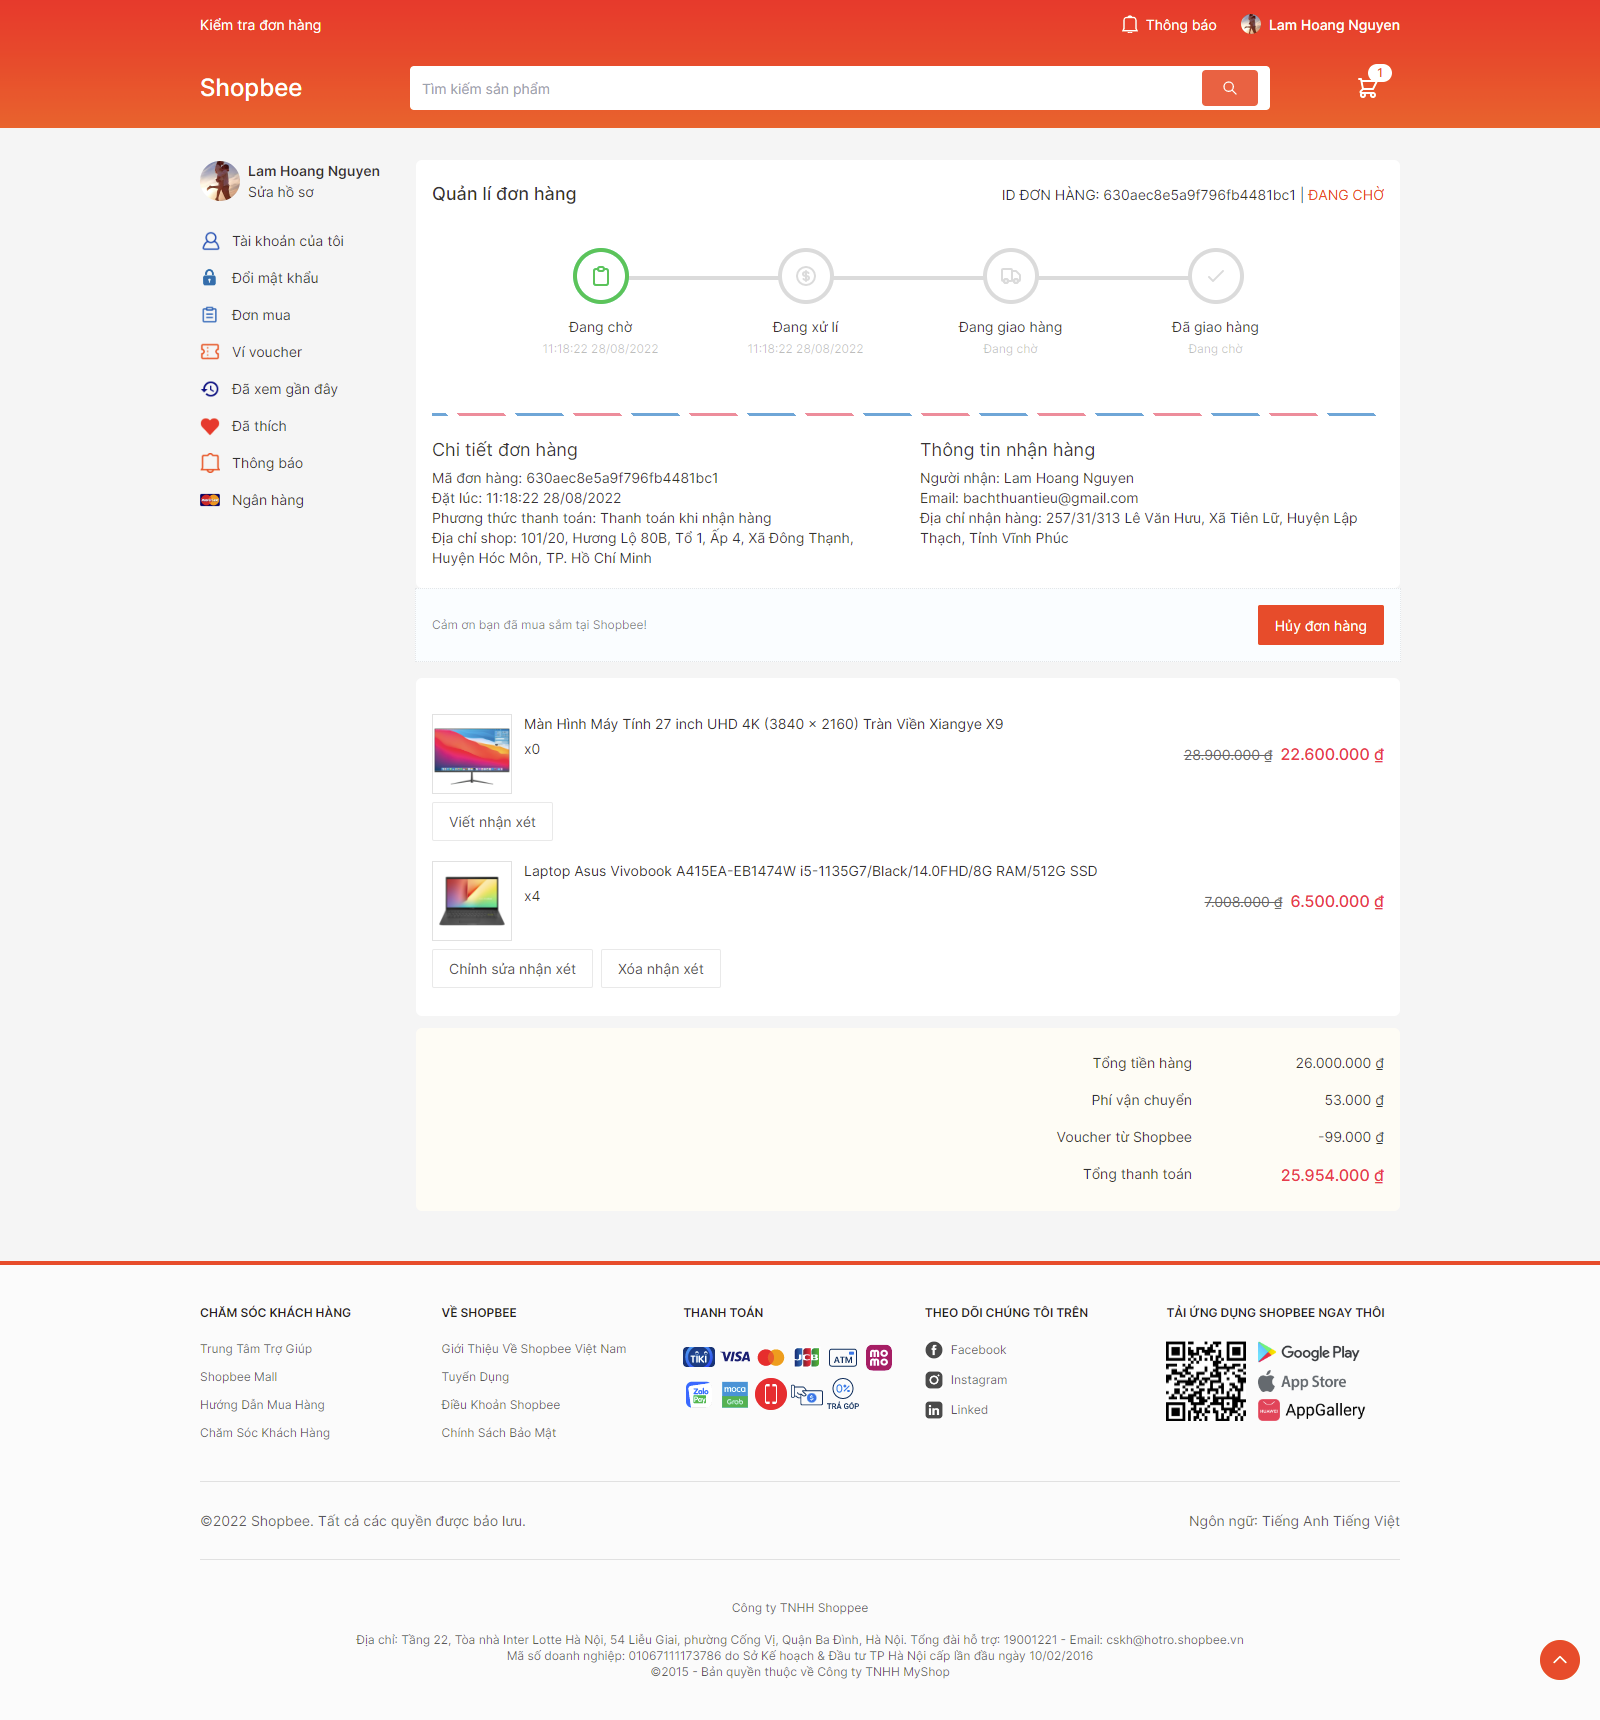 Kiểm tra đơn hàng
Thông báo
Lam Hoang Nguyen
Shopbee
Tìm kiếm sản phẩm
1
Lam Hoang Nguyen
Sửa hồ sơ
Tài khoản của tôi
Đổi mật khẩu
Đơn mua
Ví voucher
Đã xem gần đây
Đã thích
Thông báo
Ngân hàng
Quản lí đơn hàng
ID ĐƠN HÀNG: 630aec8e5a9f796fb4481bc1 | ĐANG CHỜ
Đang chờ
11:18:22 28/08/2022
Đang xử lí
11:18:22 28/08/2022
Đang giao hàng
Đang chờ
Đã giao hàng
Đang chờ
Chi tiết đơn hàng
Mã đơn hàng: 630aec8e5a9f796fb4481bc1
Đặt lúc: 11:18:22 28/08/2022
Phương thức thanh toán: Thanh toán khi nhận hàng
Địa chỉ shop: 101/20, Hương Lộ 80B, Tổ 1, Ấp 4, Xã Đông Thạnh,
Huyện Hóc Môn, TP. Hồ Chí Minh
Thông tin nhận hàng
Người nhận: Lam Hoang Nguyen
Email: bachthuantieu@gmail.com
Địa chỉ nhận hàng: 257/31/313 Lê Văn Hưu, Xã Tiên Lữ, Huyện Lập
Thạch, Tỉnh Vĩnh Phúc
Cảm ơn bạn đã mua sắm tại Shopbee!
Hủy đơn hàng
Màn Hình Máy Tính 27 inch UHD 4K (3840 x 2160) Tràn Viền Xiangye X9
x0
28.900.000 ₫ 22.600.000 ₫
Viết nhận xét
Laptop Asus Vivobook A415EA-EB1474W i5-1135G7/Black/14.0FHD/8G RAM/512G SSD
x4
7.008.000 ₫ 6.500.000 ₫
Chỉnh sửa nhận xét
Xóa nhận xét
Tổng tiền hàng 26.000.000 ₫
Phí vận chuyển 53.000 ₫
Voucher từ Shopbee -99.000 ₫
Tổng thanh toán 25.954.000 ₫
CHĂM SÓC KHÁCH HÀNG
Trung Tâm Trợ Giúp
Shopbee Mall
Hướng Dẫn Mua Hàng
Chăm Sóc Khách Hàng
VỀ SHOPBEE
Giới Thiệu Về Shopbee Việt Nam
Tuyển Dụng
Điều Khoản Shopbee
Chính Sách Bảo Mật
THANH TOÁN
TIKI VISA JCB ATM mo mo
Zalo Pay moca Grab 0% TRẢ GÓP
THEO DÕI CHÚNG TÔI TRÊN
Facebook
Instagram
Linked
TẢI ỨNG DỤNG SHOPBEE NGAY THÔI
Google Play
App Store
HUAWEI AppGallery
©2022 Shopbee. Tất cả các quyền được bảo lưu.
Ngôn ngữ: Tiếng Anh Tiếng Việt
Công ty TNHH Shoppee
Địa chỉ: Tầng 22, Tòa nhà Inter Lotte Hà Nội, 54 Liễu Giai, phường Cống Vị, Quận Ba Đình, Hà Nội. Tổng đài hỗ trợ: 19001221 - Email: cskh@hotro.shopbee.vn
Mã số doanh nghiệp: 01067111173786 do Sở Kế hoạch & Đầu tư TP Hà Nội cấp lần đầu ngày 10/02/2016
©2015 - Bản quyền thuộc về Công ty TNHH MyShop